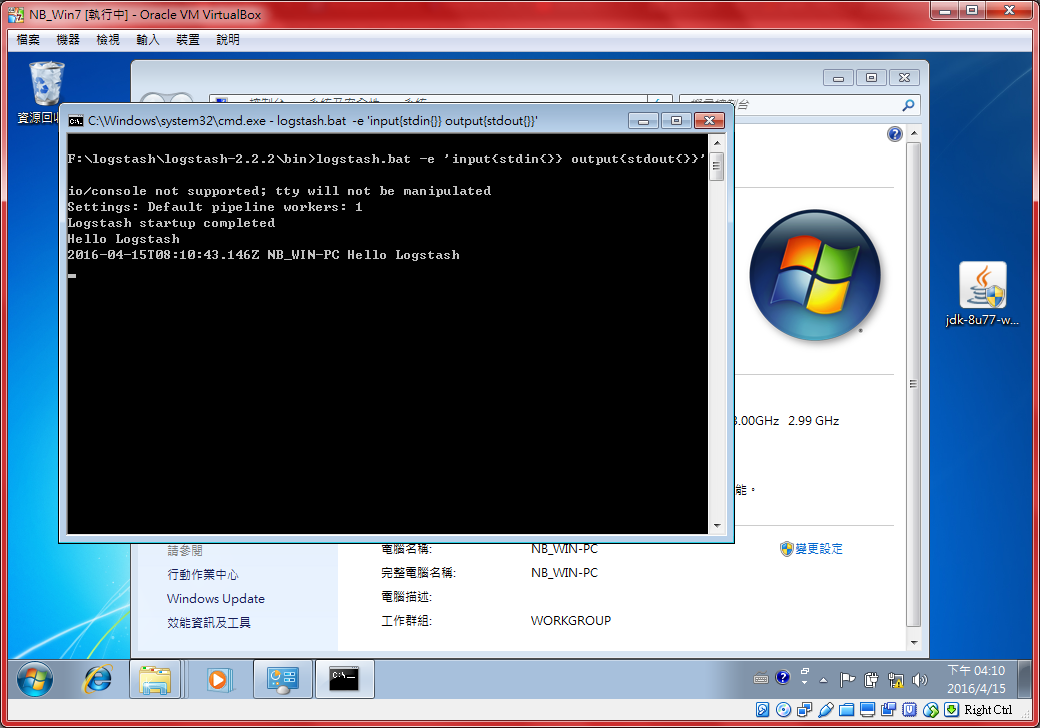 NB_Win7 [執行中] - Oracle VM VirtualBox
檔案 機器 檢視 輸入 裝置 說明
資源回收
C:\Windows\system32\cmd.exe - logstash.bat -e 'input{stdin{}} output{stdout{}}'
F:\logstash\logstash-2.2.2\bin>logstash.bat -e 'input{stdin{}} output{stdout{}}'
io/console not supported; tty will not be manipulated
Settings: Default pipeline workers: 1
Logstash startup completed
Hello Logstash
2016-04-15T08:10:43.146Z NB_WIN-PC Hello Logstash
jdk-8u77-w...
3.00GHz 2.99 GHz
能。
請參閱
行動作業中心
Windows Update
效能資訊及工具
電腦名稱: NB_WIN-PC
完整電腦名稱: NB_WIN-PC
電腦描述:
工作群組: WORKGROUP
變更設定
C:\_
下午 04:10
2016/4/15
Right Ctrl